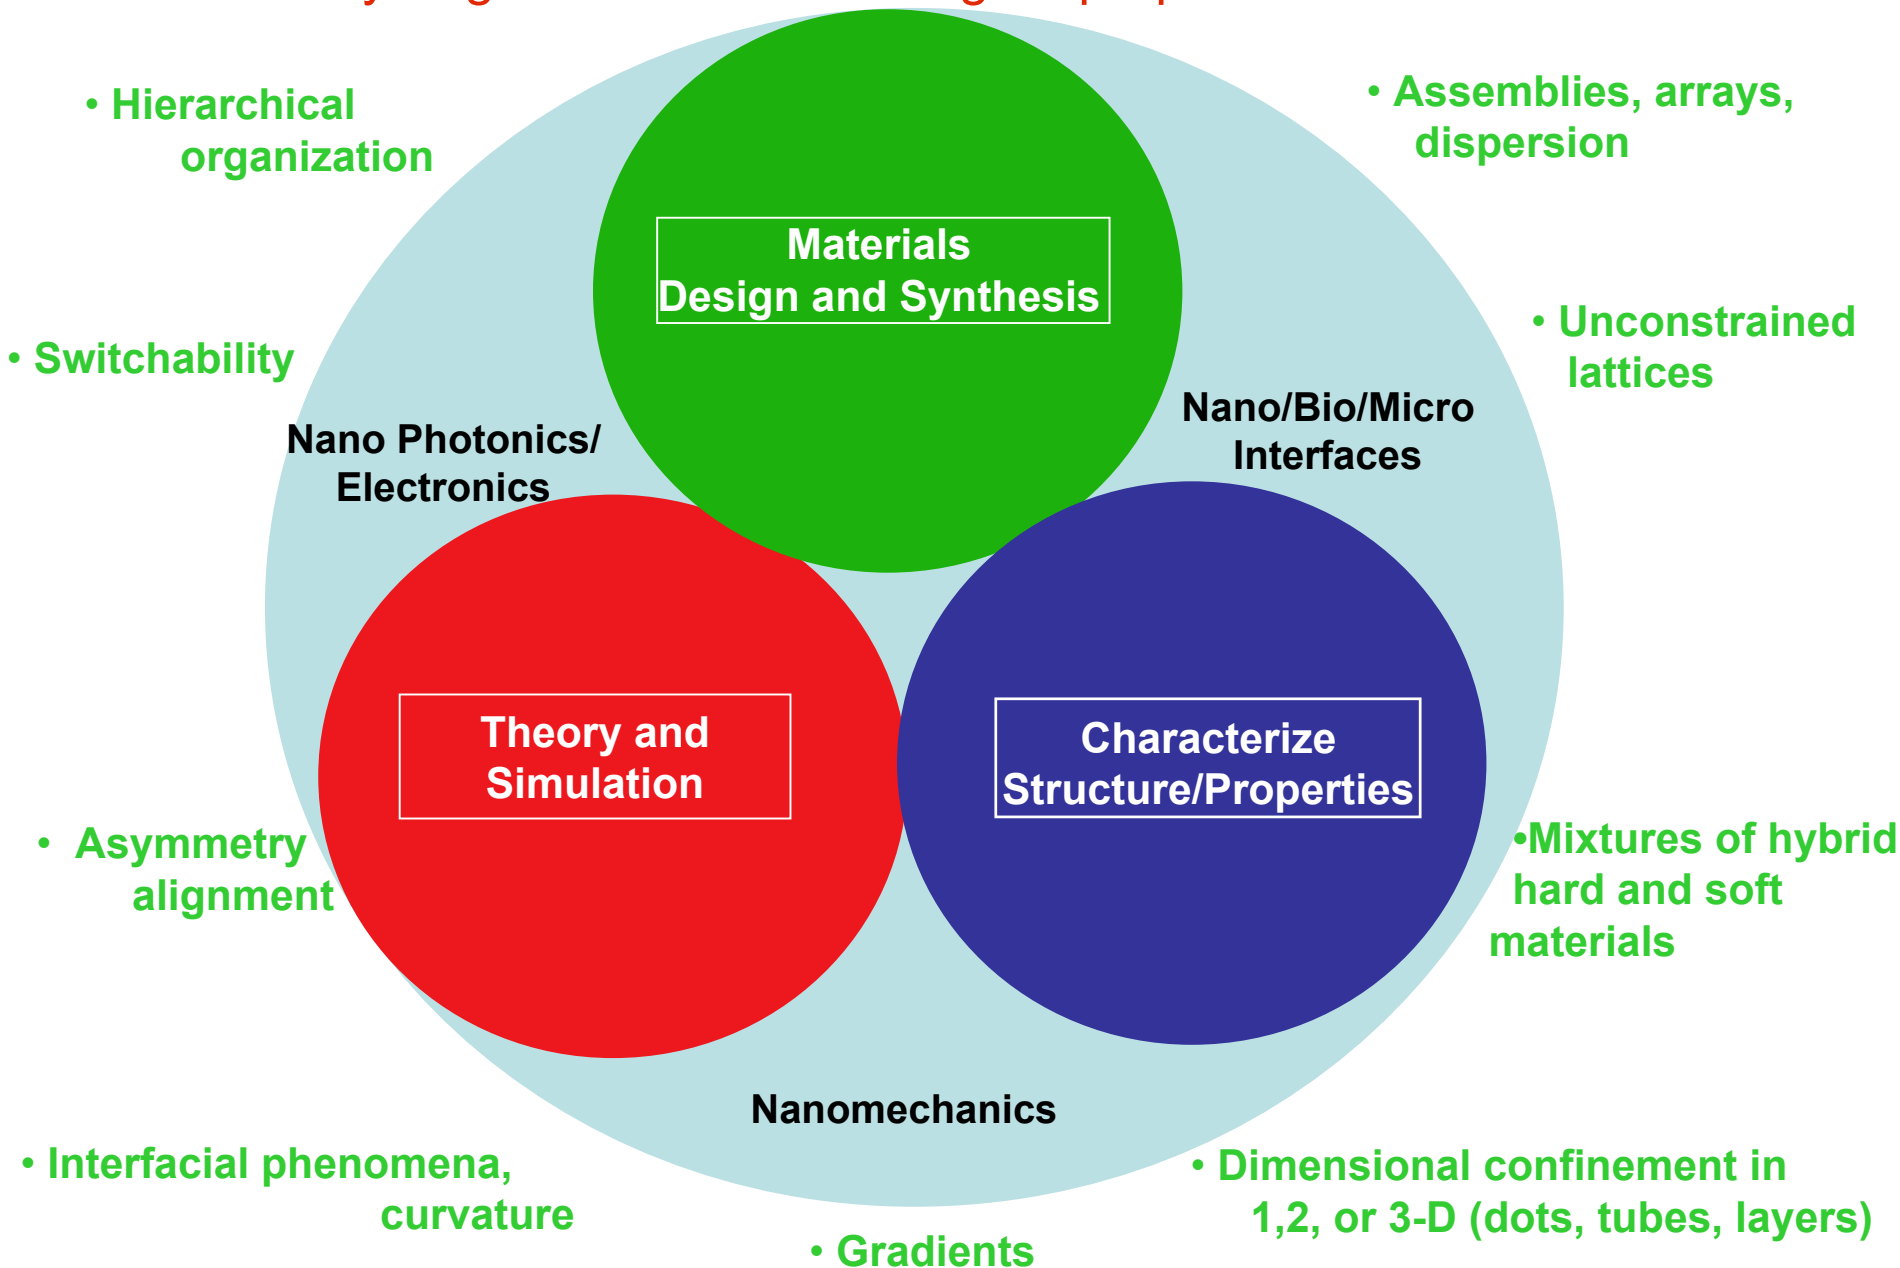 • Hierarchical
organization
• Assemblies, arrays,
dispersion
Materials
Design and Synthesis
• Switchability
• Unconstrained
lattices
Nano Photonics/
Electronics
Nano/Bio/Micro
Interfaces
Theory and
Simulation
Characterize
Structure/Properties
• Asymmetry
alignment
•Mixtures of hybrid
hard and soft
materials
Nanomechanics
• Interfacial phenomena,
curvature
• Dimensional confinement in
1,2, or 3-D (dots, tubes, layers)
• Gradients